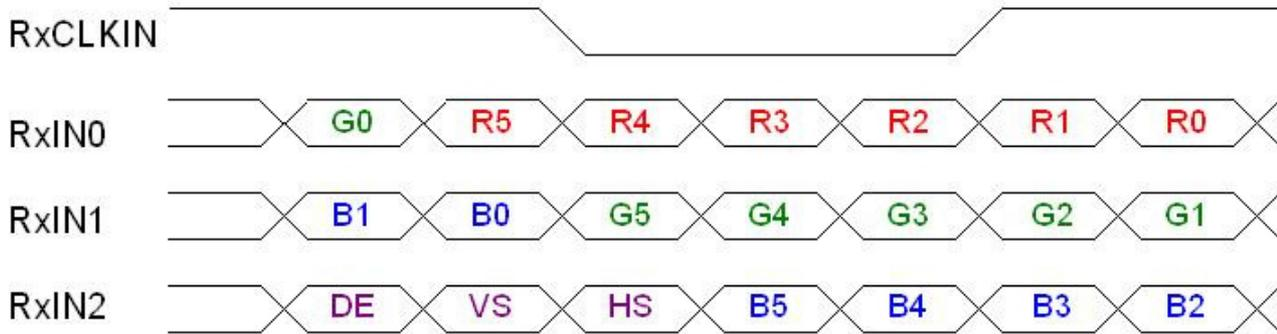 RxCLKIN
RxIN0 G0 R5 R4 R3 R2 R1 R0
RxIN1 B1 B0 G5 G4 G3 G2 G1
RxIN2 DE VS HS B5 B4 B3 B2